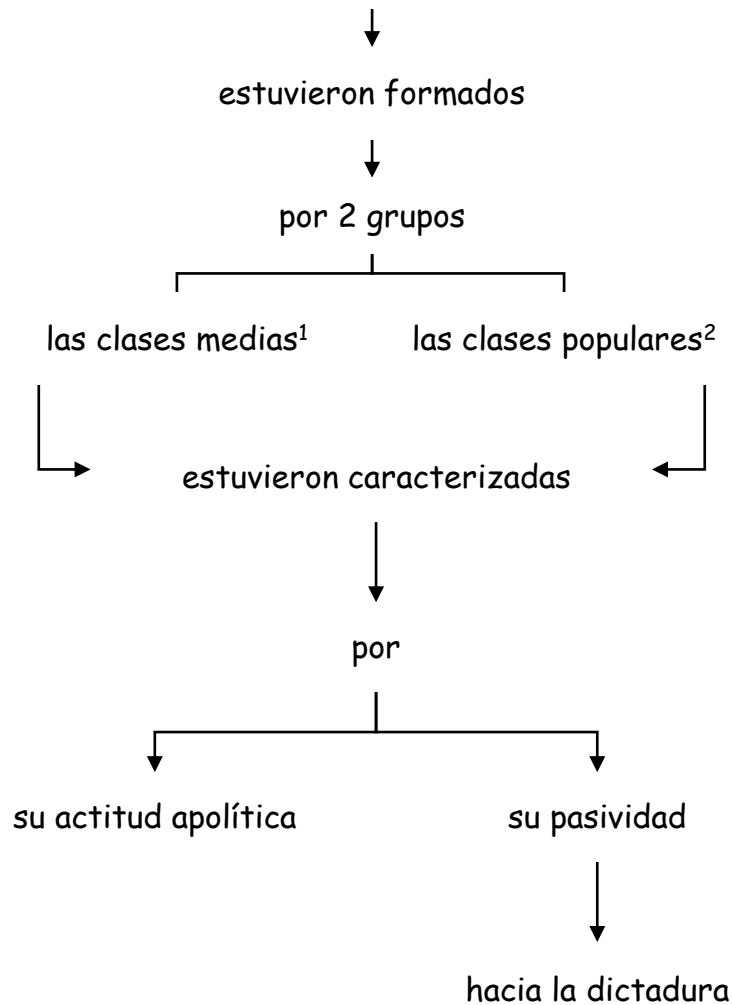 estuvieron formados
por 2 grupos
las clases medias¹
las clases populares²
estuvieron caracterizadas
por
su actitud apolítica
su pasividad
hacia la dictadura